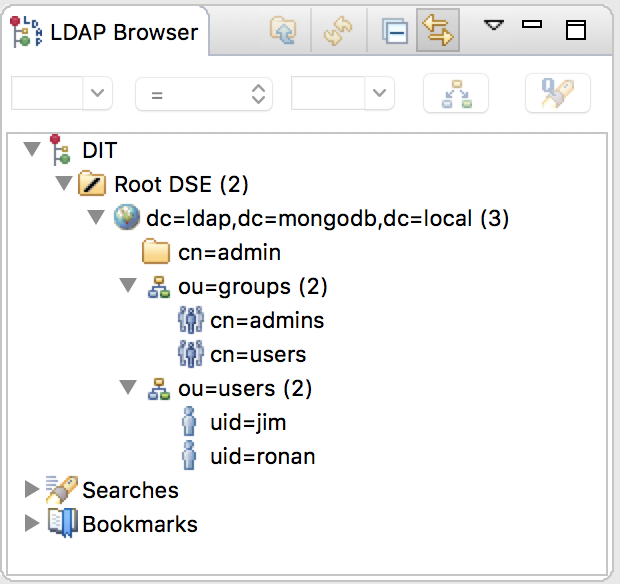 LDAP Browser
=
DIT
Root DSE (2)
dc=ldap,dc=mongodb,dc=local (3)
cn=admin
ou=groups (2)
cn=admins
cn=users
ou=users (2)
uid=jim
uid=ronan
Searches
Bookmarks